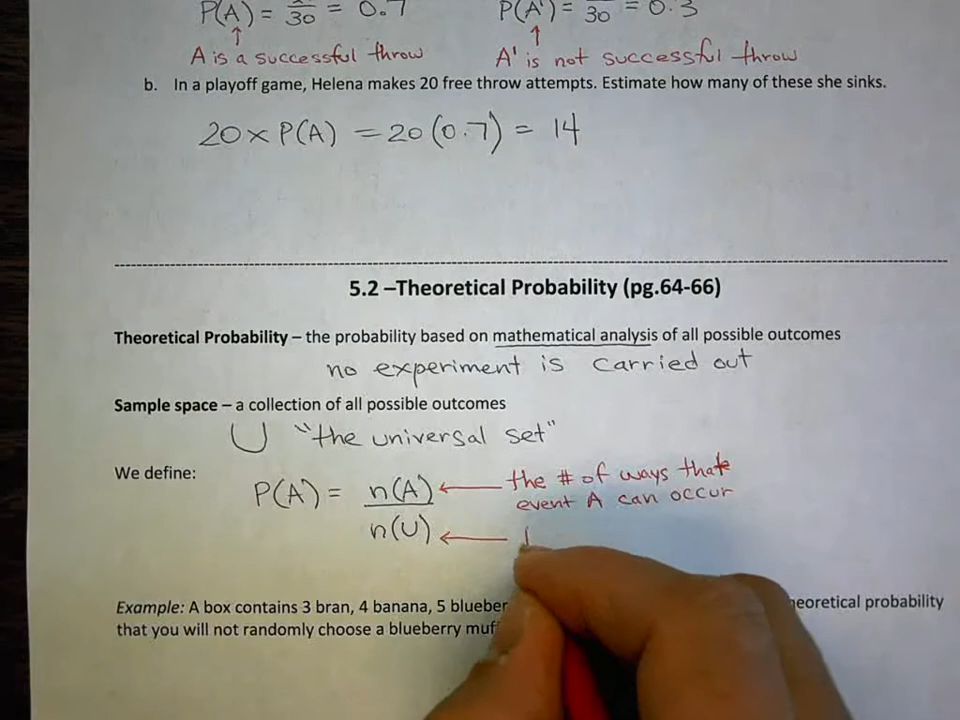 P(A) = /30 = 0.7 P(A') = /30 = 0.3
A is a successful throw A' is not successful throw
b. In a playoff game, Helena makes 20 free throw attempts. Estimate how many of these she sinks.
20 x P(A) = 20(0.7) = 14
5.2 –Theoretical Probability (pg.64-66)
Theoretical Probability – the probability based on mathematical analysis of all possible outcomes
no experiment is carried out
Sample space – a collection of all possible outcomes
U "the universal set"
We define:
P(A) = n(A)/n(U)
the # of ways that
event A can occur
Example: A box contains 3 bran, 4 banana, 5 blueber heoretical probability
that you will not randomly choose a blueberry muf